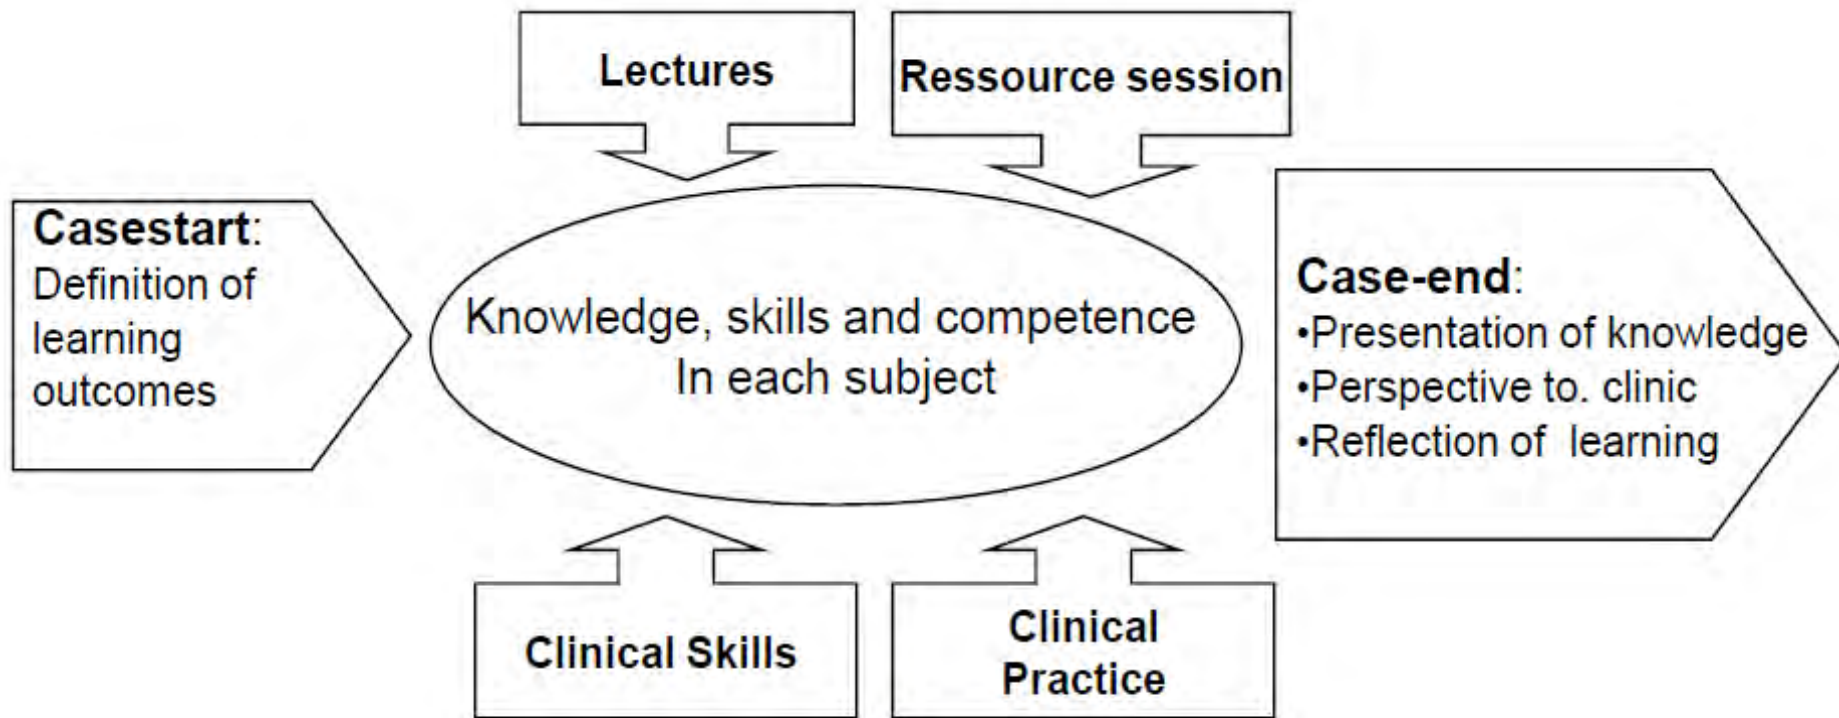 Lectures
Ressource session
Casestart:
Definition of
learning
outcomes
Knowledge, skills and competence
In each subject
Case-end:
•Presentation of knowledge
•Perspective to. clinic
•Reflection of learning
Clinical Skills
Clinical
Practice